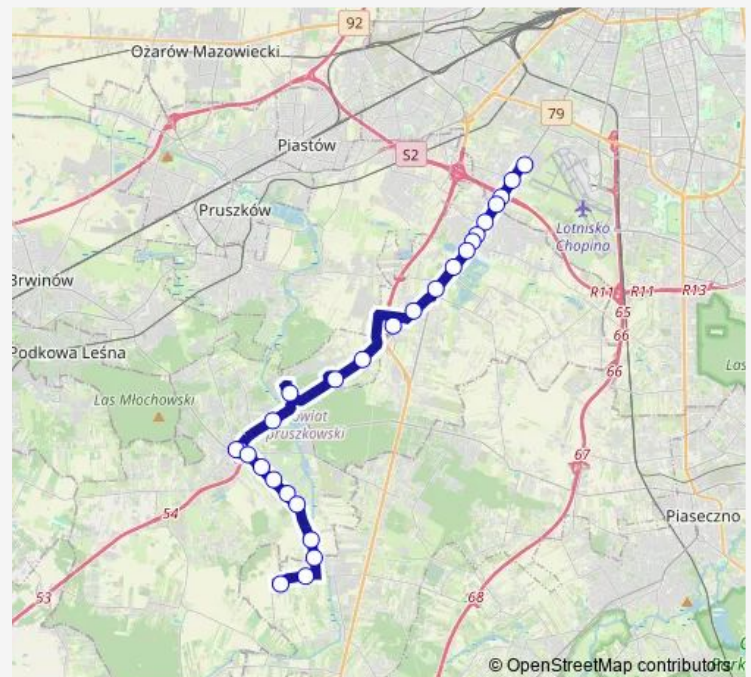 92
Ożarów Mazowiecki
79
Piastów
S2
Pruszków
Lotnisko
Chopina
Brwinów
R11
R11
R13
65
66
Podkowa Leśna
66
Las Młochowski
powiat
pruszkowski
67
54
Piaseczno
53
68
© OpenStreetMap contributors